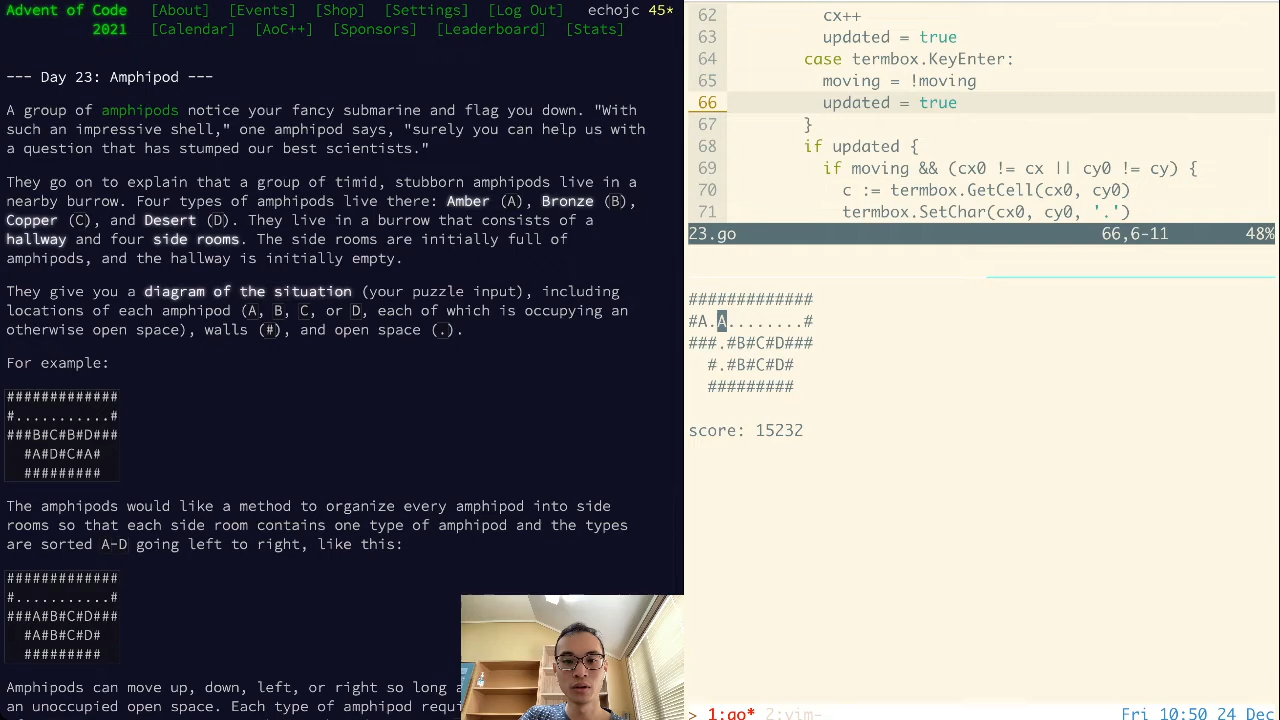 Advent of Code [About] [Events] [Shop] [Settings] [Log Out] echojc 45*
2021 [Calendar] [AoC++] [Sponsors] [Leaderboard] [Stats]
--- Day 23: Amphipod ---
A group of amphipods notice your fancy submarine and flag you down. "With
such an impressive shell," one amphipod says, "surely you can help us with
a question that has stumped our best scientists."
They go on to explain that a group of timid, stubborn amphipods live in a
nearby burrow. Four types of amphipods live there: Amber (A), Bronze (B),
Copper (C), and Desert (D). They live in a burrow that consists of a
hallway and four side rooms. The side rooms are initially full of
amphipods, and the hallway is initially empty.
They give you a diagram of the situation (your puzzle input), including
locations of each amphipod (A, B, C, or D, each of which is occupying an
otherwise open space), walls (#), and open space (.).
For example:
#############
#...........#
###B#C#B#D###
  #A#D#C#A#
  #########
The amphipods would like a method to organize every amphipod into side
rooms so that each side room contains one type of amphipod and the types
are sorted A-D going left to right, like this:
#############
#...........#
###A#B#C#D###
  #A#B#C#D#
  #########
Amphipods can move up, down, left, or right so long a
an unoccupied open space. Each type of amphipod requi
62 cx++
63 updated = true
64 case termbox.KeyEnter:
65 moving = !moving
66 updated = true
67 }
68 if updated {
69 if moving && (cx0 != cx || cy0 != cy) {
70 c := termbox.GetCell(cx0, cy0)
71 termbox.SetChar(cx0, cy0, '.')
23.go 66,6-11 48%
#############
#A.A........#
###.#B#C#D###
  #.#B#C#D#
  #########
score: 15232
> 1:go* 2:vim- Fri 10:50 24 Dec